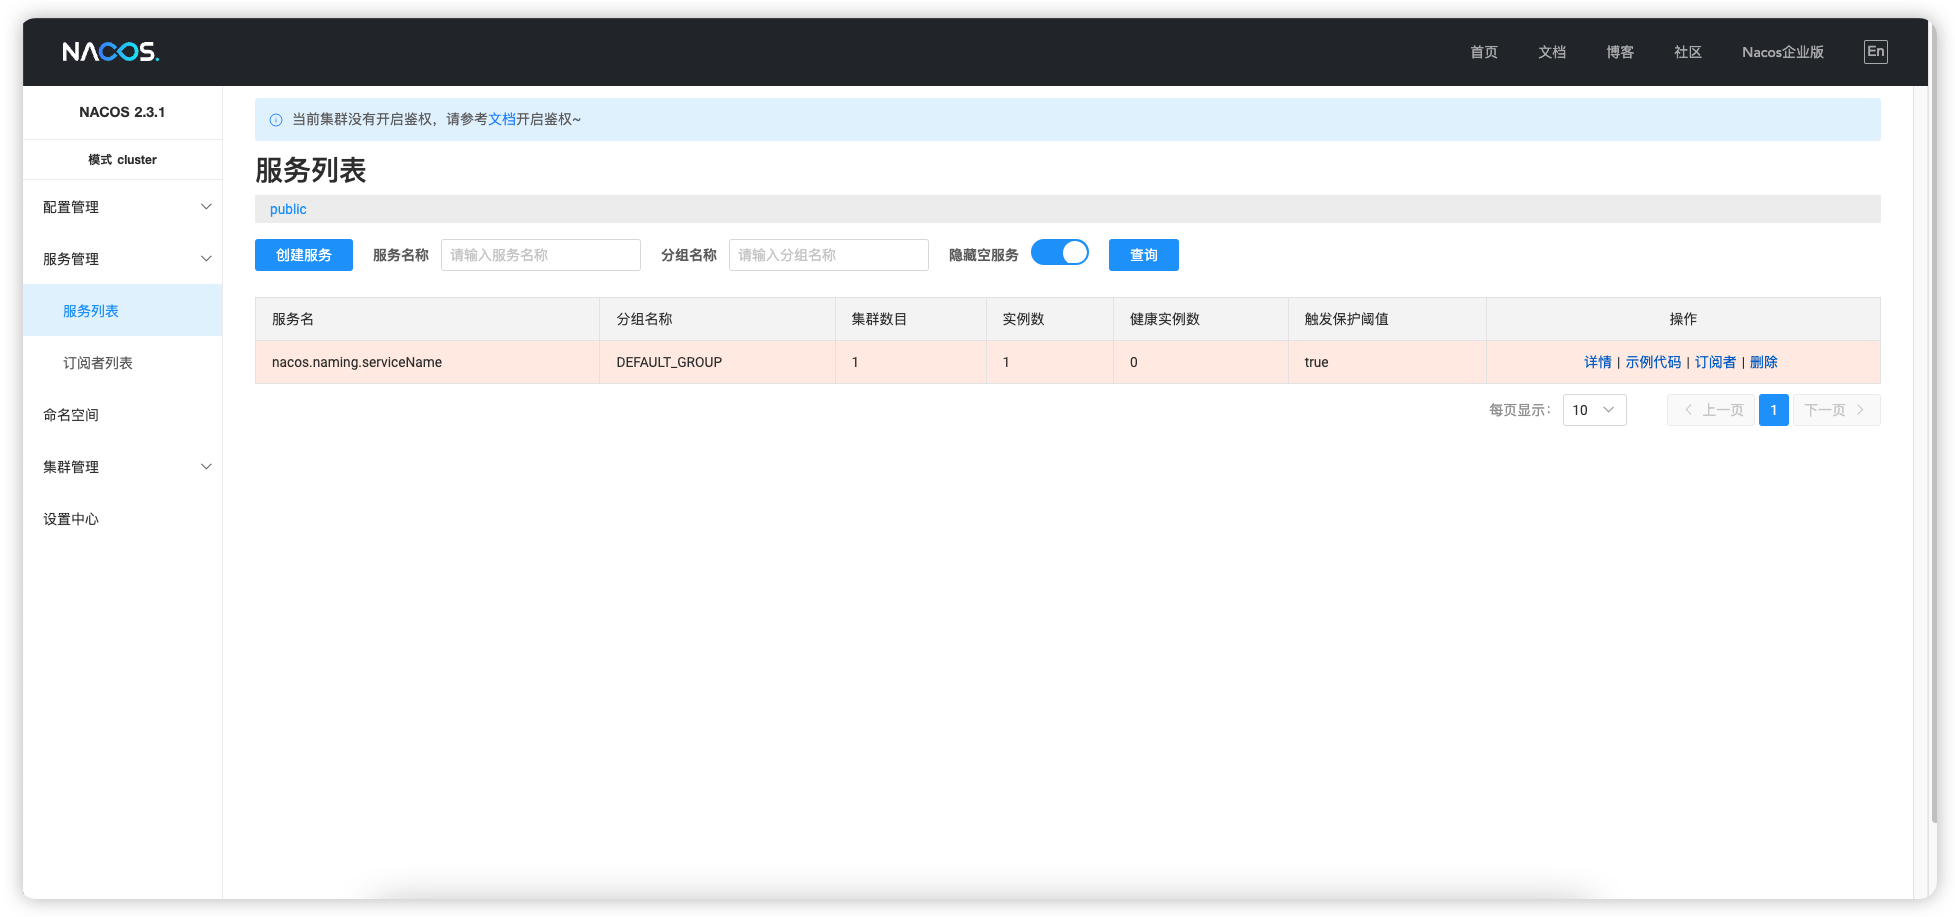 NACOS.
首页 文档 博客 社区 Nacos企业版 En
NACOS 2.3.1
模式 cluster
配置管理
服务管理
服务列表
订阅者列表
命名空间
集群管理
设置中心
当前集群没有开启鉴权，请参考文档开启鉴权~
服务列表
public
创建服务 服务名称 请输入服务名称 分组名称 请输入分组名称 隐藏空服务 查询
服务名 分组名称 集群数目 实例数 健康实例数 触发保护阈值 操作
nacos.naming.serviceName DEFAULT_GROUP 1 1 0 true 详情 | 示例代码 | 订阅者 | 删除
每页显示： 10 上一页 1 下一页